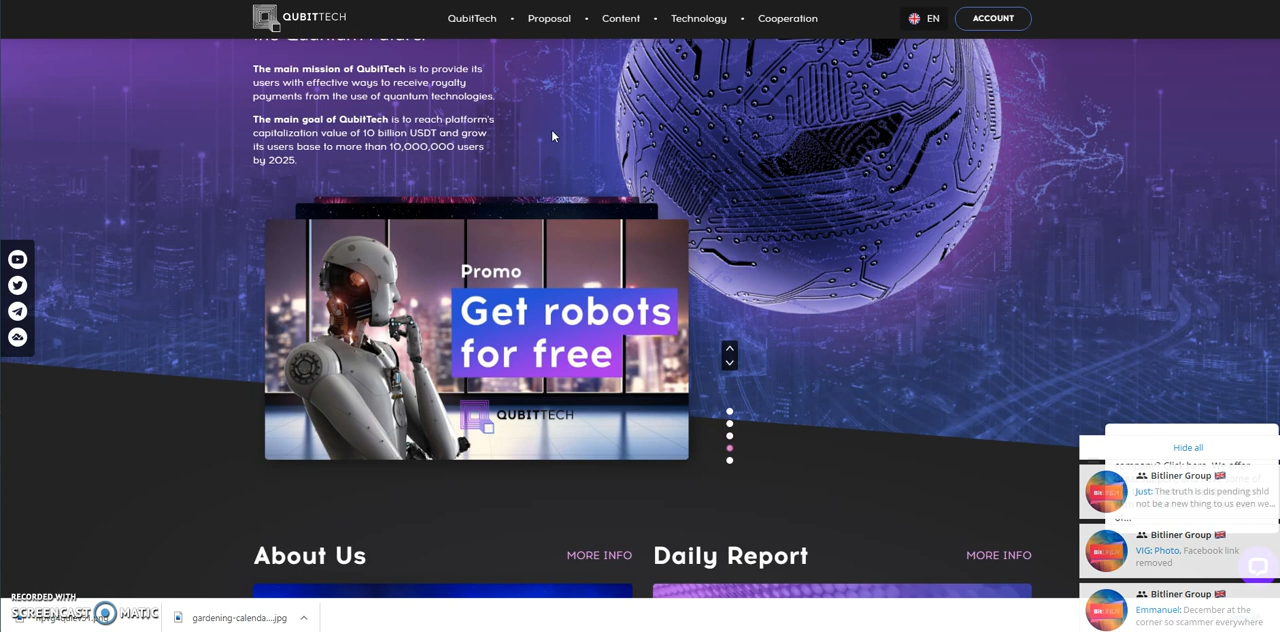 QUBITTECH
QubitTech • Proposal • Content • Technology • Cooperation
EN
ACCOUNT
the Quantum Future.
The main mission of QubitTech is to provide its
users with effective ways to receive royalty
payments from the use of quantum technologies.
The main goal of QubitTech is to reach platform's
capitalization value of 10 billion USDT and grow
its users base to more than 10,000,000 users
by 2025.
Promo
Get robots
for free
QUBITTECH
Hide all
Bitliner Group
Just: The truth is dis pending shld
not be a new thing to us even we...
Bitliner Group
VIG: Photo, Facebook link
removed
Bitliner Group
Emmanuel: December at the
corner so scammer everywhere
About Us
MORE INFO
Daily Report
MORE INFO
RECORDED WITH
SCREENCAST MATIC
gardening-calenda....jpg